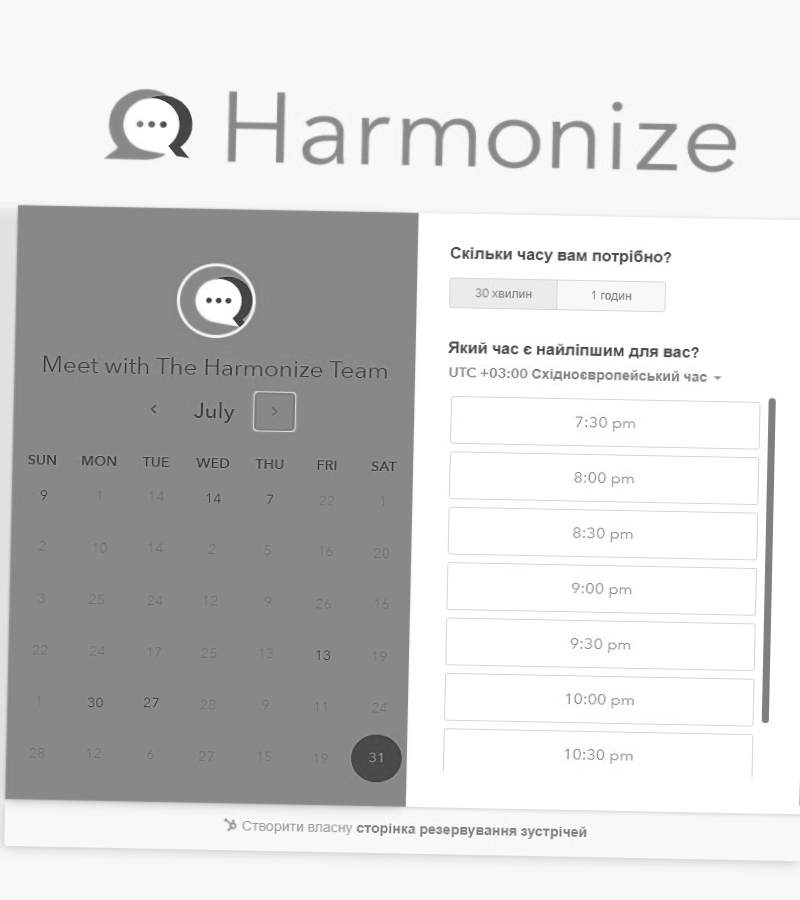 Harmonize
Meet with The Harmonize Team
July
SUN MON TUE WED THU FRI SAT
9 1 14 14 7 22 1
2 10 14 2 5 16 20
3 25 24 12 9 26 16
22 24 17 25 13 13 19
1 30 27 28 9 11 24
28 12 6 27 15 19 31
Скільки часу вам потрібно?
30 хвилин 1 годин
Який час є найліпшим для вас?
UTC +03:00 Східноєвропейський час
7:30 pm
8:00 pm
8:30 pm
9:00 pm
9:30 pm
10:00 pm
10:30 pm
Створити власну сторінка резервування зустрічей